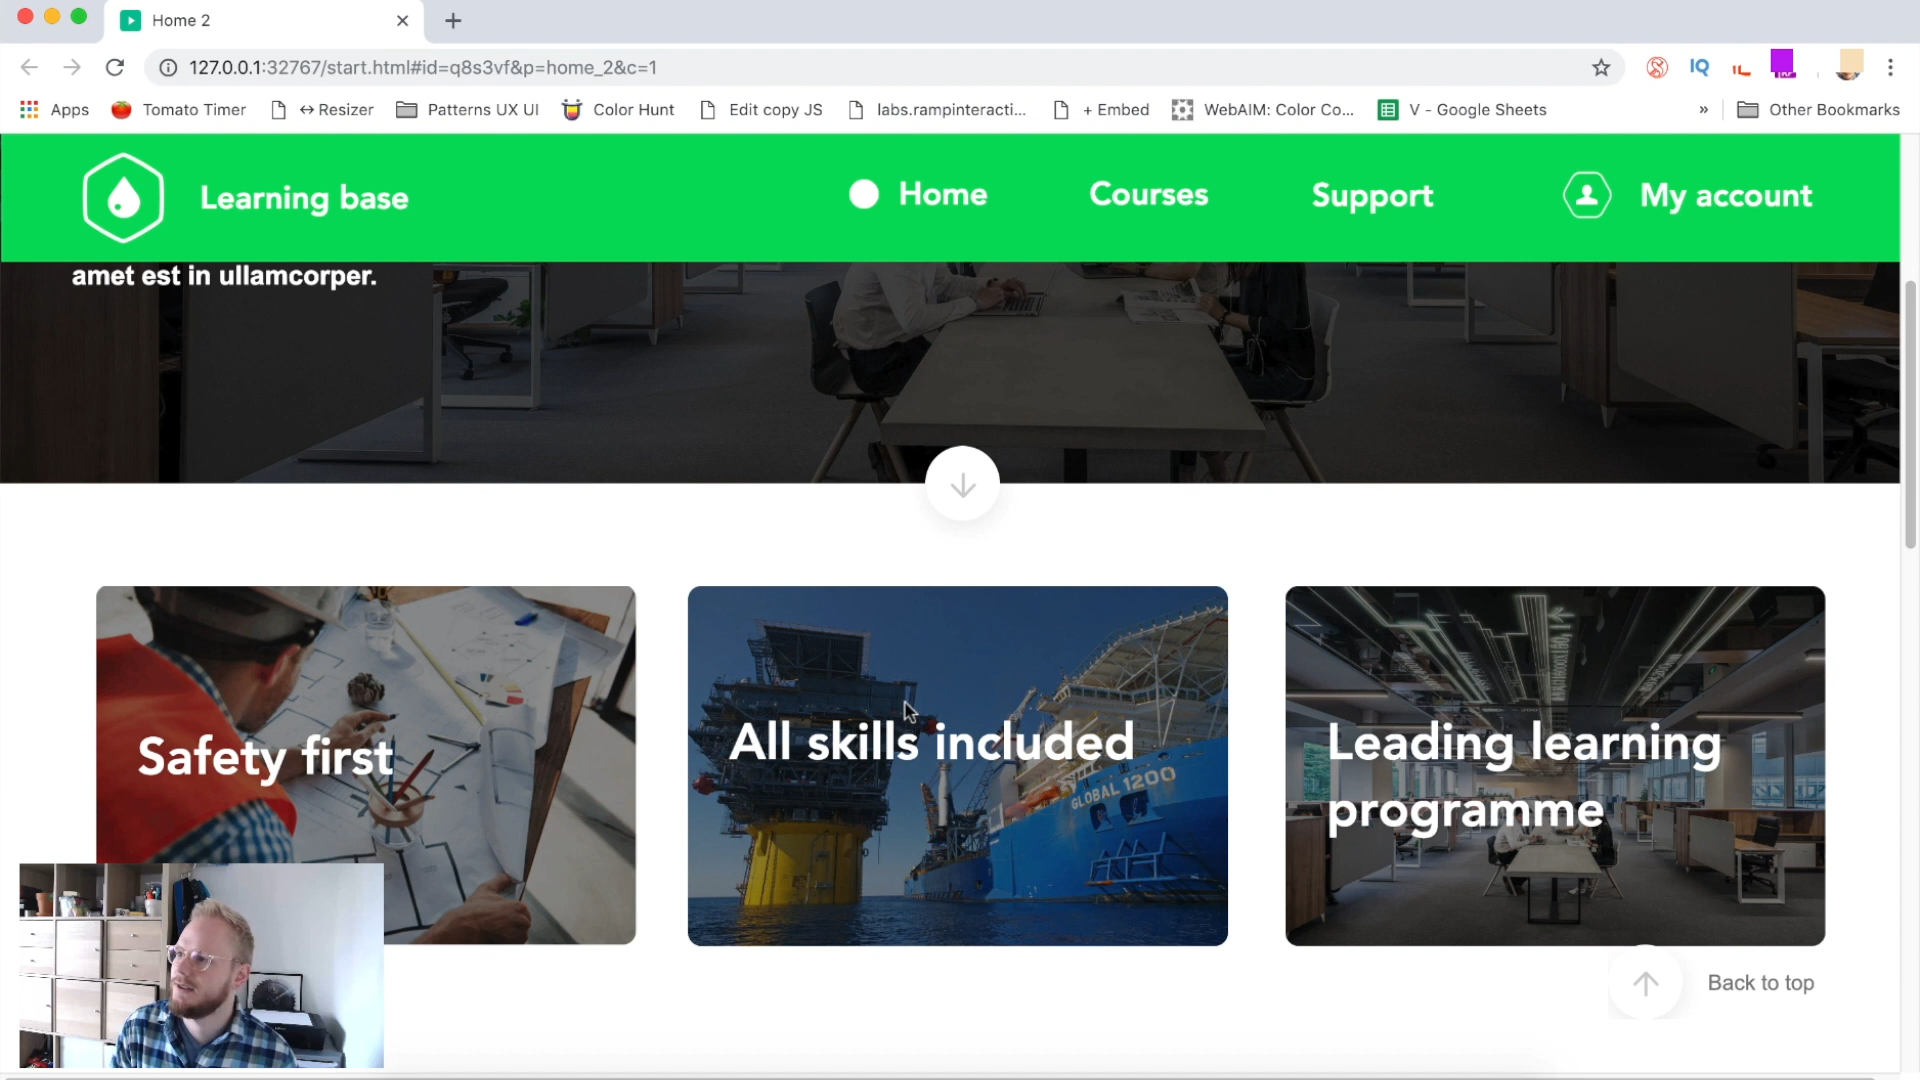 Home 2
127.0.0.1:32767/start.html#id=q8s3vf&p=home_2&c=1
IQ
Apps
Tomato Timer
↔ Resizer
Patterns UX UI
Color Hunt
Edit copy JS
labs.rampinteracti...
+ Embed
WebAIM: Color Co...
V - Google Sheets
»
Other Bookmarks
Learning base
Home
Courses
Support
My account
amet est in ullamcorper.
Safety first
All skills included
GLOBAL 1200
Leading learning
programme
Back to top